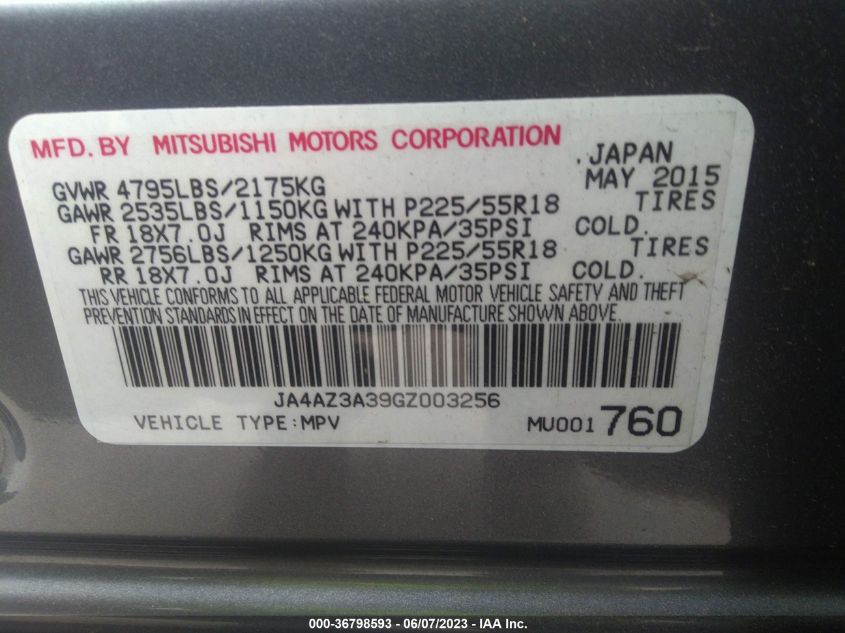 MFD. BY MITSUBISHI MOTORS CORPORATION
.JAPAN
GVWR 4795LBS/2175KG MAY 2015
GAWR 2535LBS/1150KG WITH P225/55R18 TIRES
FR 18X7.0J RIMS AT 240KPA/35PSI COLD.
GAWR 2756LBS/1250KG WITH P225/55R18 TIRES
RR 18X7.0J RIMS AT 240KPA/35PSI COLD.
THIS VEHICLE CONFORMS TO ALL APPLICABLE FEDERAL MOTOR VEHICLE SAFETY AND THEFT
PREVENTION STANDARDS IN EFFECT ON THE DATE OF MANUFACTURE SHOWN ABOVE.
JA4AZ3A39GZ003256
VEHICLE TYPE:MPV MU001760
000-36798593 - 06/07/2023 - IAA Inc.